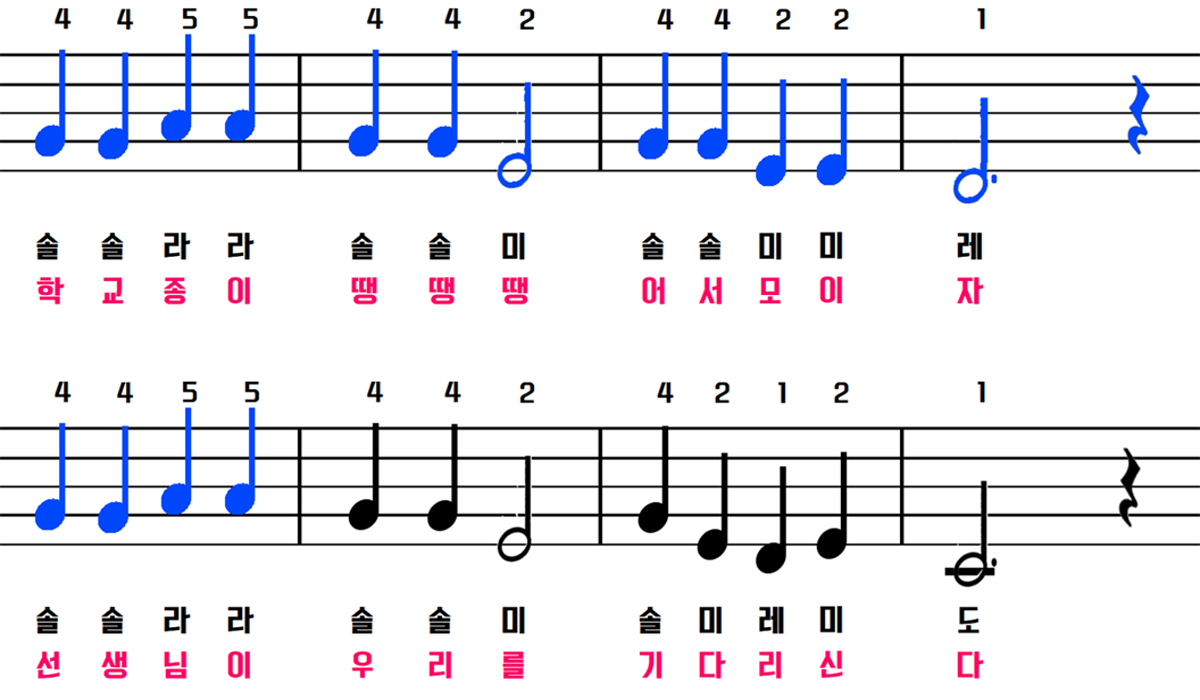 4 4 5 5 4 4 2 4 4 2 2 1
솔 솔 라 라 솔 솔 미 솔 솔 미 미 레
학 교 종 이 땡 땡 땡 어 서 모 이 자
4 4 5 5 4 4 2 4 2 1 2 1
솔 솔 라 라 솔 솔 미 솔 미 레 미 도
선 생 님 이 우 리 를 기 다 리 신 다